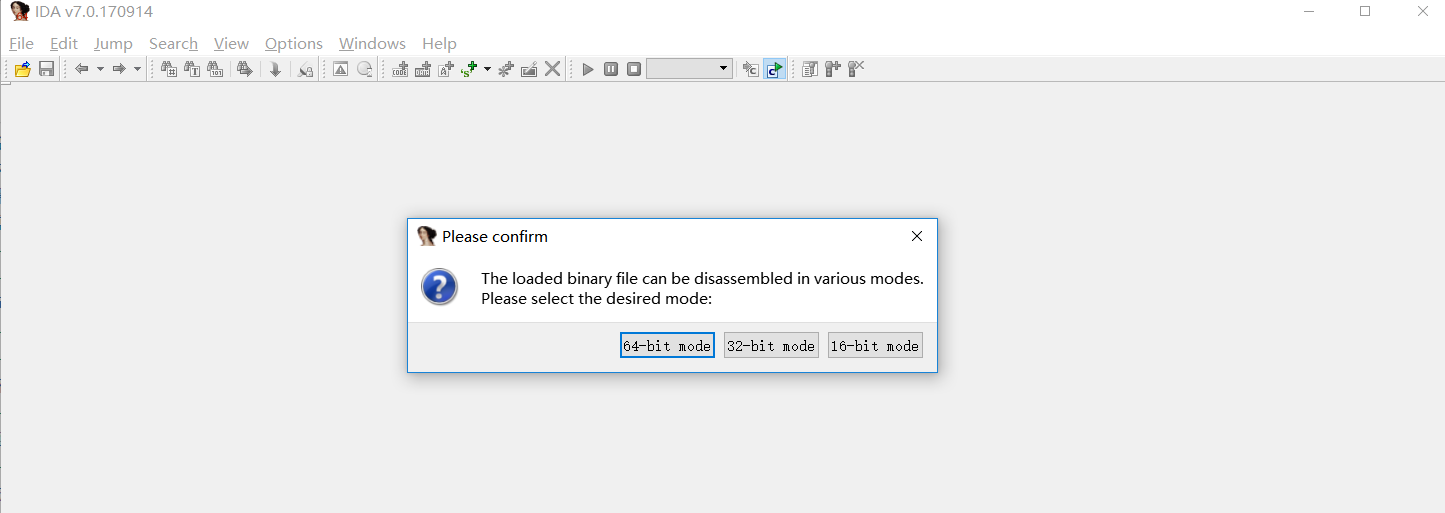 IDA v7.0.170914
File Edit Jump Search View Options Windows Help
Please confirm
The loaded binary file can be disassembled in various modes.
Please select the desired mode:
64-bit mode 32-bit mode 16-bit mode